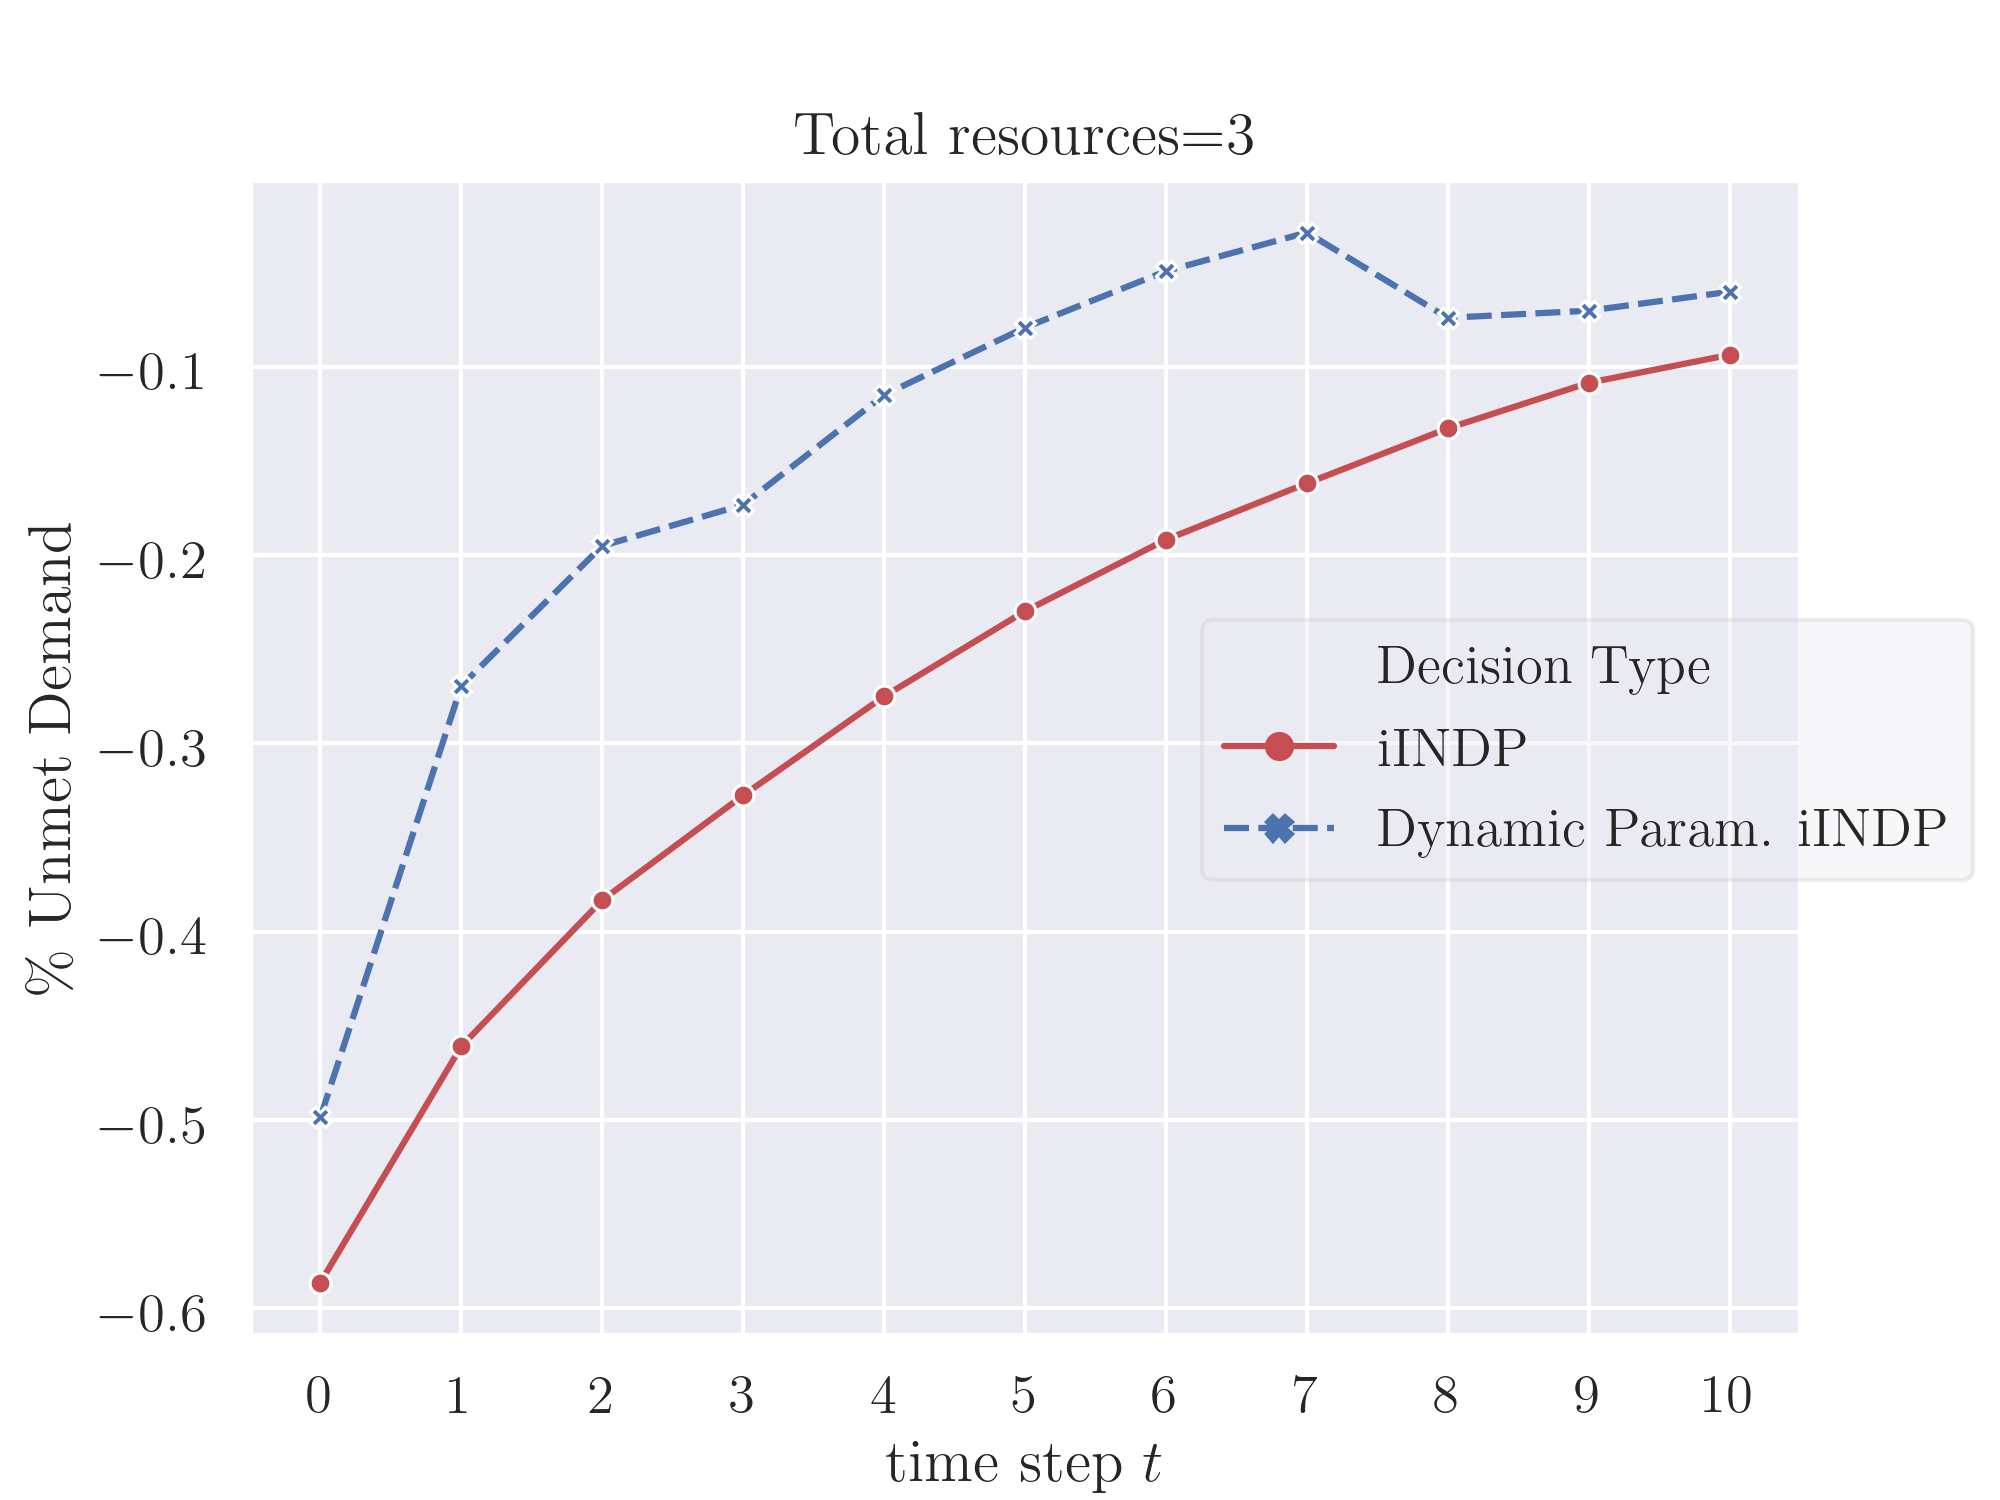 Total resources=3
% Unmet Demand
−0.1
−0.2
−0.3
−0.4
−0.5
−0.6
Decision Type
iINDP
Dynamic Param. iINDP
0 1 2 3 4 5 6 7 8 9 10
time step t